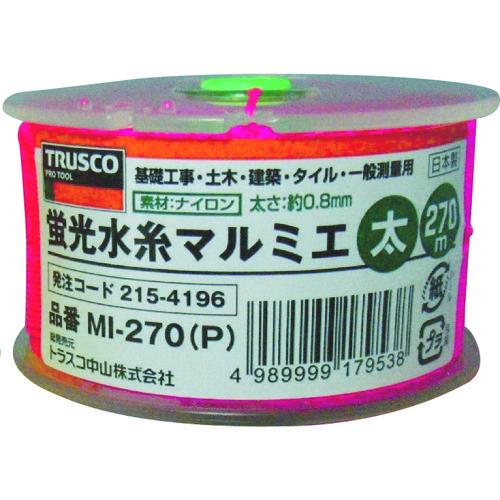 TRUSCO
PRO TOOL
基礎工事・土木・建築・タイル・一般測量用
日本製
素材:ナイロン 太さ:約0.8mm
蛍光水糸マルミエ 太 270m
発注コード 215-4196
品番 MI-270(P)
総発売元
トラスコ中山株式会社
4 989999 179538
紙
プラ